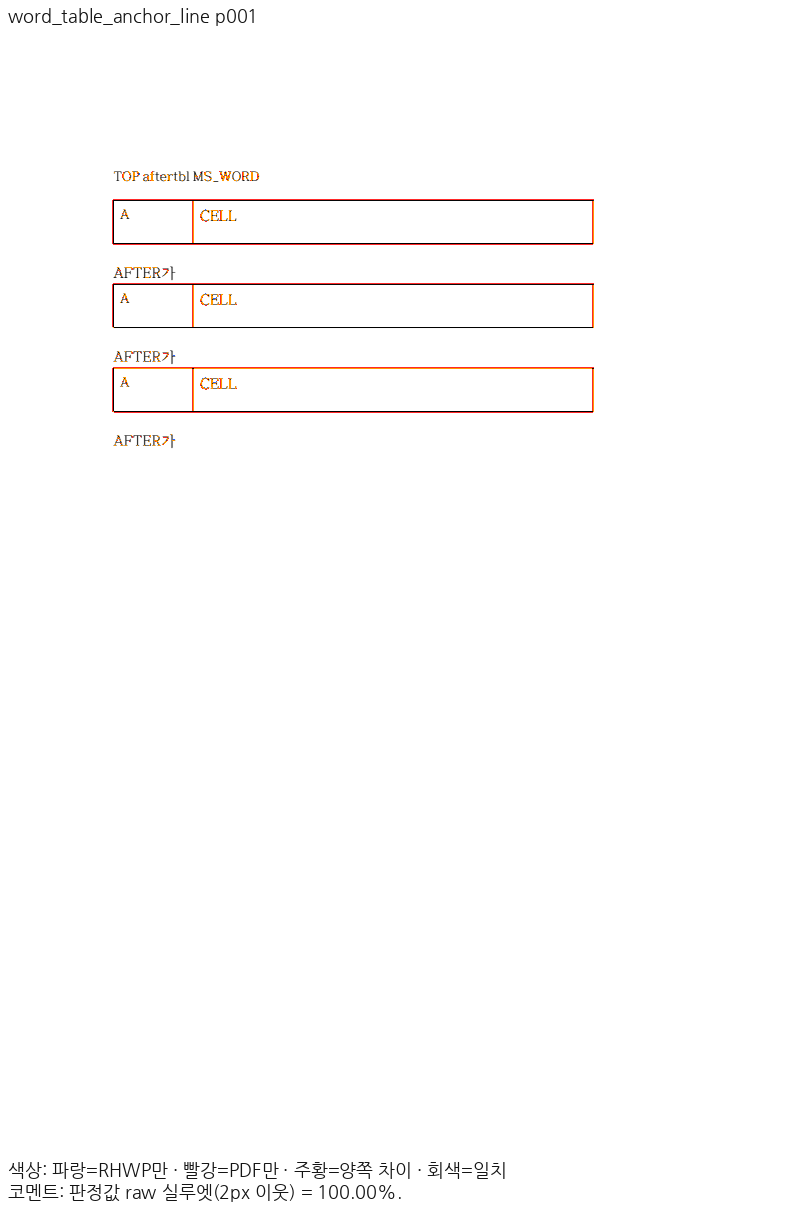 word_table_anchor_line p001
TOP aftertbl MS_WORD
A CELL
AFTER가
A CELL
AFTER가
A CELL
AFTER가
색상: 파랑=RHWP만 · 빨강=PDF만 · 주황=양쪽 차이 · 회색=일치
코멘트: 판정값 raw 실루엣(2px 이웃) = 100.00%.